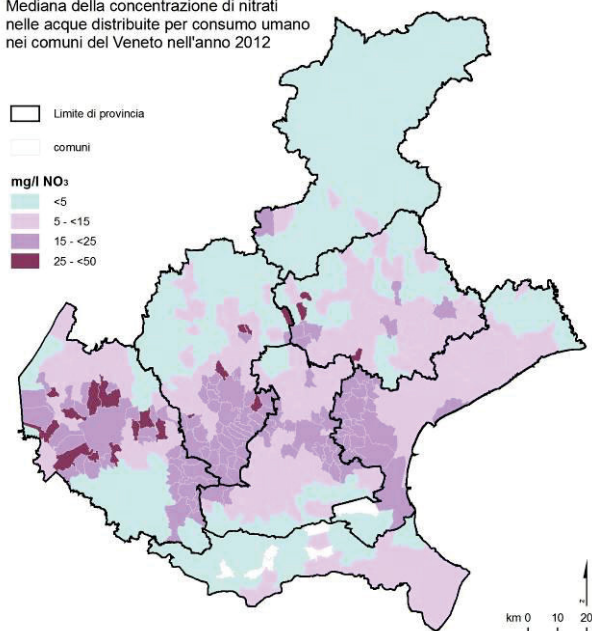 Mediana della concentrazione di nitrati
nelle acque distribuite per consumo umano
nei comuni del Veneto nell'anno 2012
Limite di provincia
comuni
mg/l NO3
<5
5 - <15
15 - <25
25 - <50
z
km 0 10 20